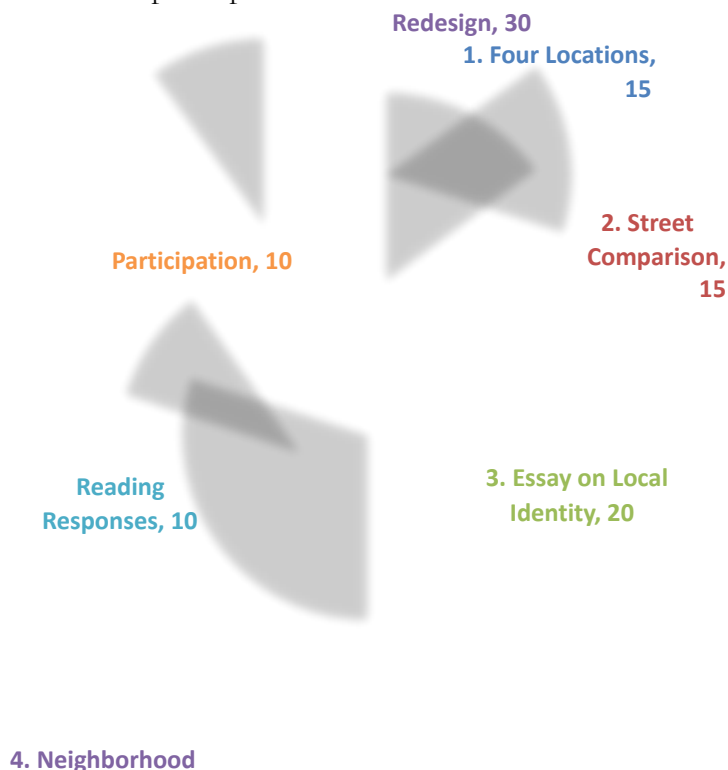 Redesign, 30
1. Four Locations,
15
2. Street
Comparison,
15
Participation, 10
3. Essay on Local
Identity, 20
Reading
Responses, 10
4. Neighborhood